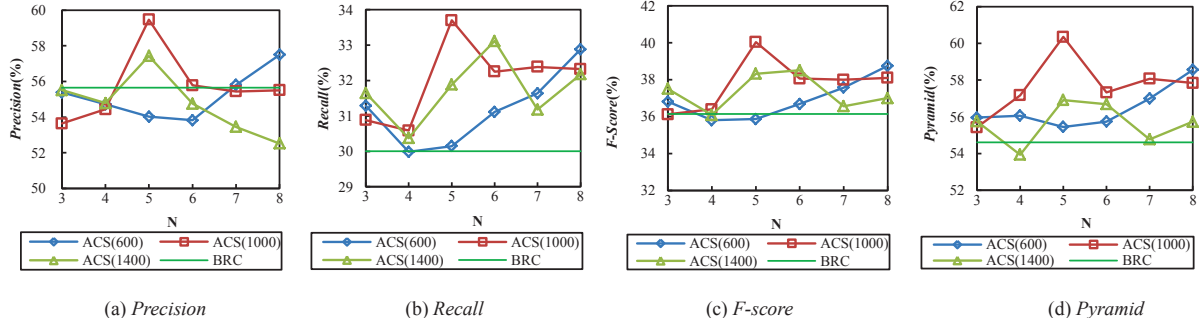 60
58
56
54
52
50
Precision(%)
3 4 5 6 7 8
N
ACS(600) ACS(1000)
ACS(1400) BRC
(a) Precision
34
33
32
31
30
29
Recall(%)
3 4 5 6 7 8
N
ACS(600) ACS(1000)
ACS(1400) BRC
(b) Recall
42
40
38
36
34
32
F-Score(%)
3 4 5 6 7 8
N
ACS(600) ACS(1000)
ACS(1400) BRC
(c) F-score
62
60
58
56
54
52
Pyramid(%)
3 4 5 6 7 8
N
ACS(600) ACS(1000)
ACS(1400) BRC
(d) Pyramid